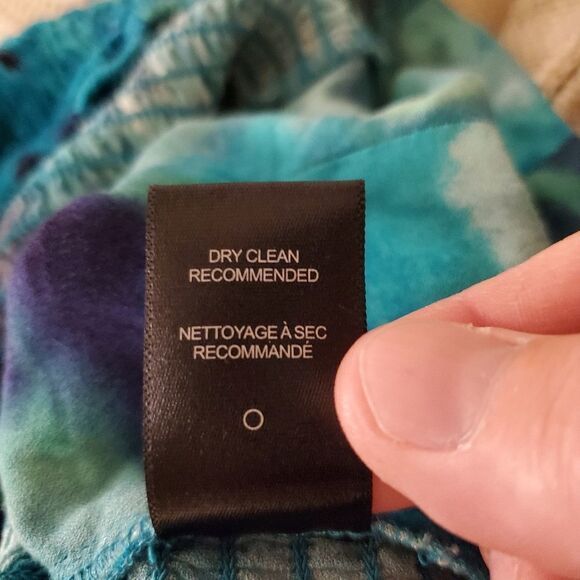 DRY CLEAN
RECOMMENDED
NETTOYAGE À SEC
RECOMMANDÉ